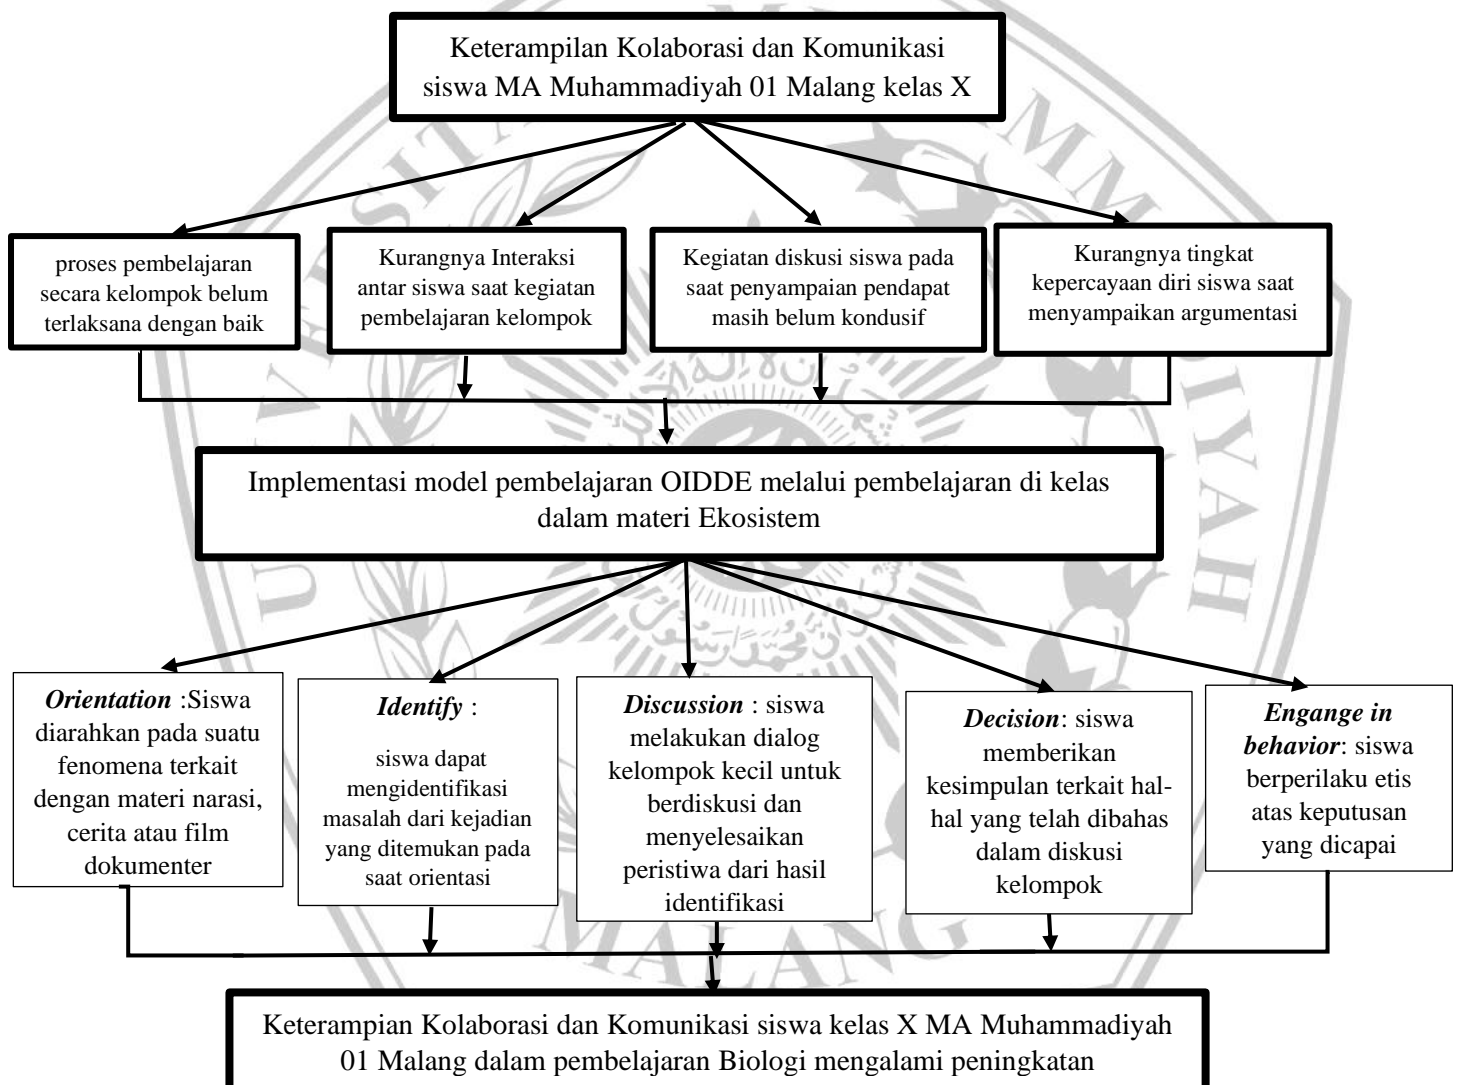 Keterampilan Kolaborasi dan Komunikasi
siswa MA Muhammadiyah 01 Malang kelas X
proses pembelajaran
secara kelompok belum
terlaksana dengan baik
Kurangnya Interaksi
antar siswa saat kegiatan
pembelajaran kelompok
Kegiatan diskusi siswa pada
saat penyampaian pendapat
masih belum kondusif
Kurangnya tingkat
kepercayaan diri siswa saat
menyampaikan argumentasi
Implementasi model pembelajaran OIDDE melalui pembelajaran di kelas
dalam materi Ekosistem
Orientation :Siswa
diarahkan pada suatu
fenomena terkait
dengan materi narasi,
cerita atau film
dokumenter
Identify :
siswa dapat
mengidentifikasi
masalah dari kejadian
yang ditemukan pada
saat orientasi
Discussion : siswa
melakukan dialog
kelompok kecil untuk
berdiskusi dan
menyelesaikan
peristiwa dari hasil
identifikasi
Decision: siswa
memberikan
kesimpulan terkait hal-
hal yang telah dibahas
dalam diskusi
kelompok
Engange in
behavior: siswa
berperilaku etis
atas keputusan
yang dicapai
Keterampian Kolaborasi dan Komunikasi siswa kelas X MA Muhammadiyah
01 Malang dalam pembelajaran Biologi mengalami peningkatan
MALANG